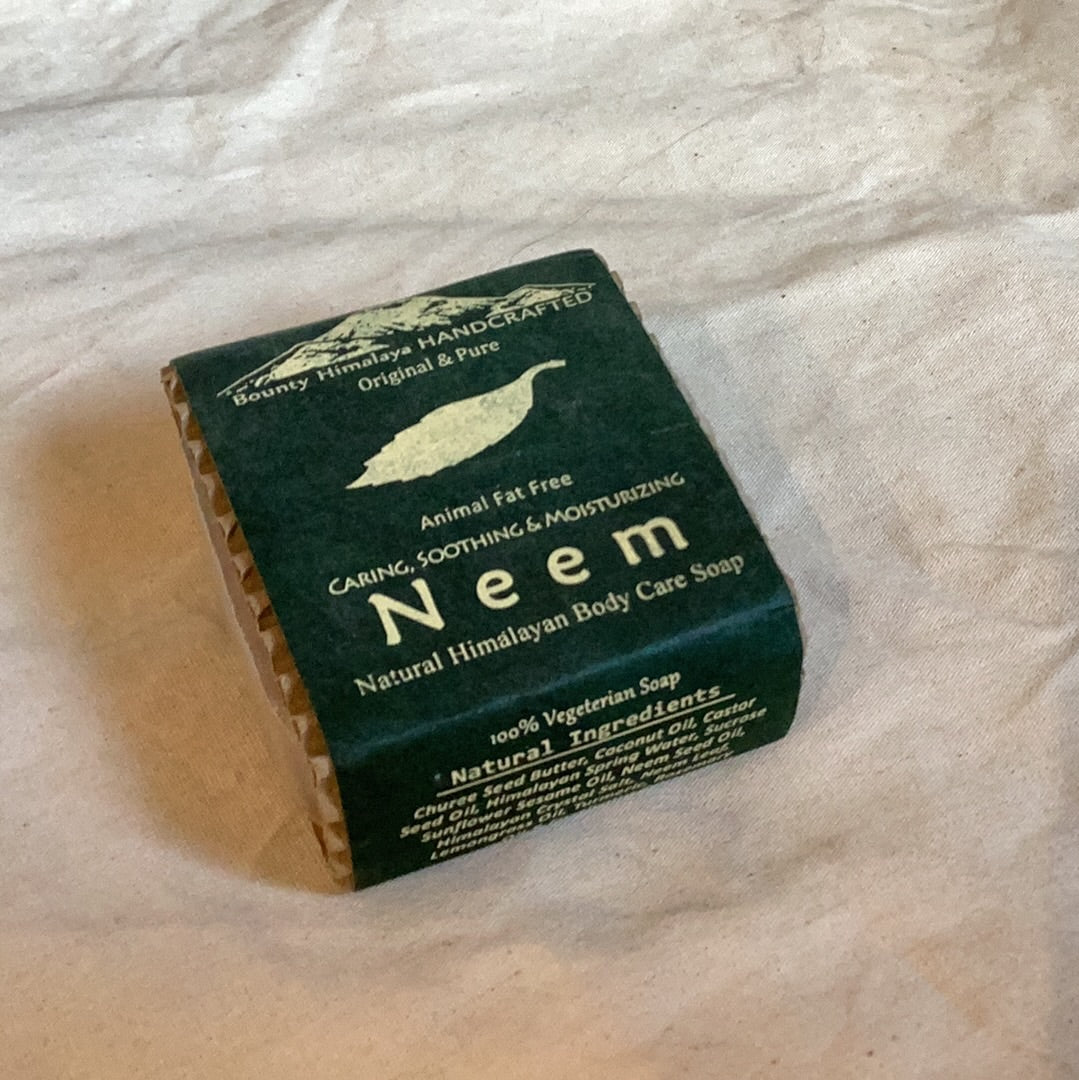 Bounty Himalaya HANDCRAFTED
Original & Pure
Animal Fat Free
CARING, SOOTHING & MOISTURIZING
Neem
Natural Himalayan Body Care Soap
100% Vegeterian Soap
Natural Ingredients
Churee Seed Butter, Coconut Oil, Castor
Seed Oil, Himalayan Spring Water, Sucrose
Sunflower Sesame Oil, Neem Seed Oil,
Himalayan Crystal Salt, Neem Leaf,
Lemongrass Oil, Turmeric, Rosemary